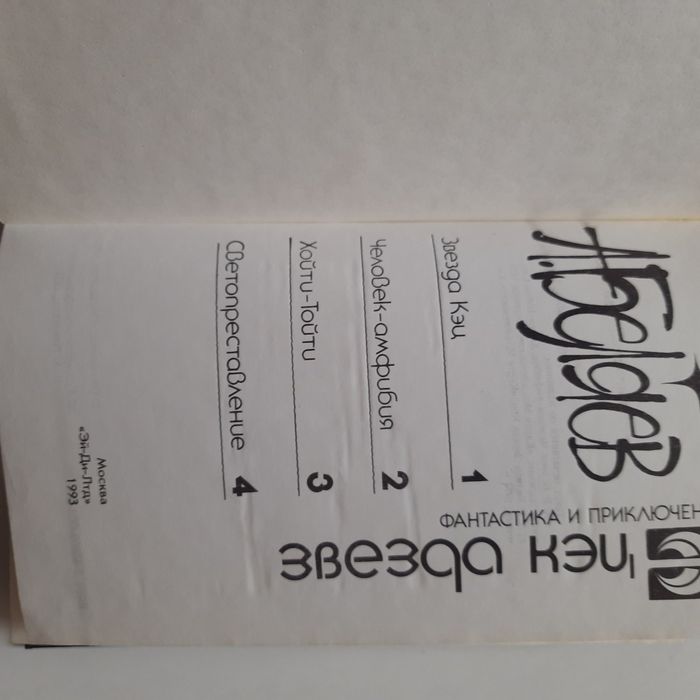 А. Беляев
Звезда Кэц 1
Человек-амфибия 2
Хойти-Тойти 3
Светопреставление 4
Москва
«Эй-Ди-Лтд»
1993
ФАНТАСТИКА И ПРИКЛЮЧЕН
звезда кэц